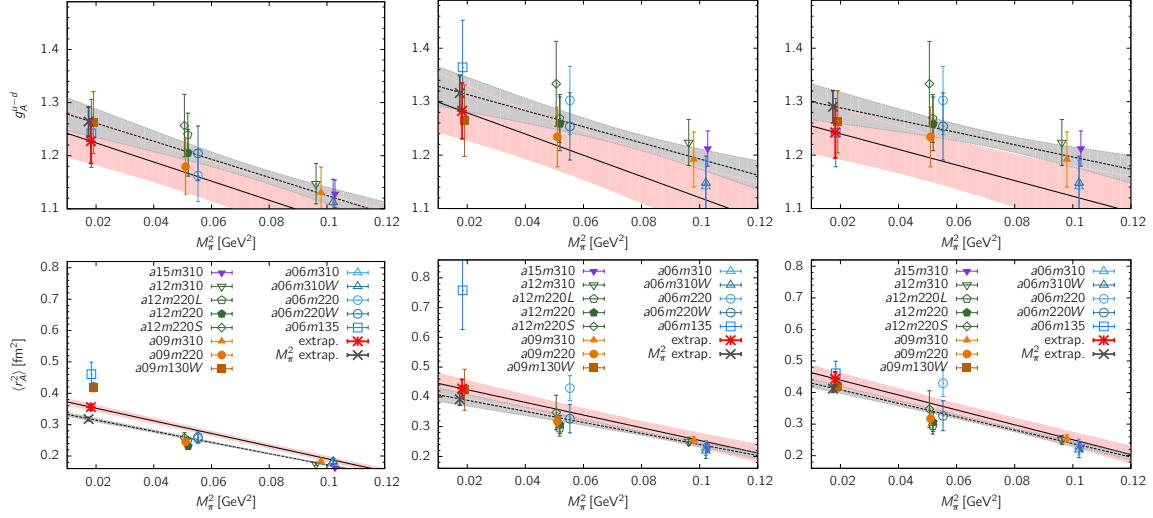 1.4
1.3
1.2
1.1
g_A^{u−d}
0.02 0.04 0.06 0.08 0.1 0.12
M_π^2 [GeV^2]
1.4
1.3
1.2
1.1
0.02 0.04 0.06 0.08 0.1 0.12
M_π^2 [GeV^2]
1.4
1.3
1.2
1.1
0.02 0.04 0.06 0.08 0.1 0.12
M_π^2 [GeV^2]
0.4
0.3
0.2
⟨r_A^2⟩ [fm^2]
a15m310
a12m310
a12m220L
a12m220
a12m220S
a09m310
a09m220
a09m130W
a06m310
a06m310W
a06m220
a06m220W
a06m135
extrap.
M_π^2 extrap.
0.02 0.04 0.06 0.08 0.1 0.12
M_π^2 [GeV^2]
0.8
0.7
0.6
0.5
0.4
0.3
0.2
a15m310
a12m310
a12m220L
a12m220
a12m220S
a09m310
a09m220
a09m130W
a06m310
a06m310W
a06m220
a06m220W
a06m135
extrap.
M_π^2 extrap.
0.02 0.04 0.06 0.08 0.1 0.12
M_π^2 [GeV^2]
0.8
0.7
0.6
0.5
0.4
0.3
0.2
a15m310
a12m310
a12m220L
a12m220
a12m220S
a09m310
a09m220
a09m130W
a06m310
a06m310W
a06m220
a06m220W
a06m135
extrap.
M_π^2 extrap.
0.02 0.04 0.06 0.08 0.1 0.12
M_π^2 [GeV^2]